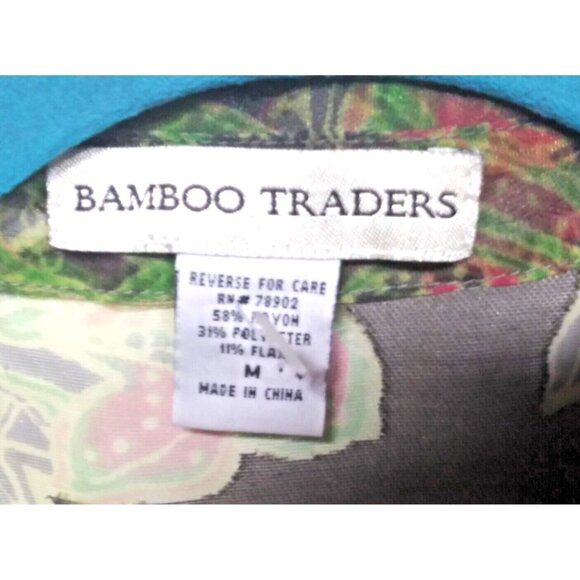 BAMBOO TRADERS
REVERSE FOR CARE
RN# 78902
58% RAYON
31% POLYESTER
11% FLAX
M
MADE IN CHINA